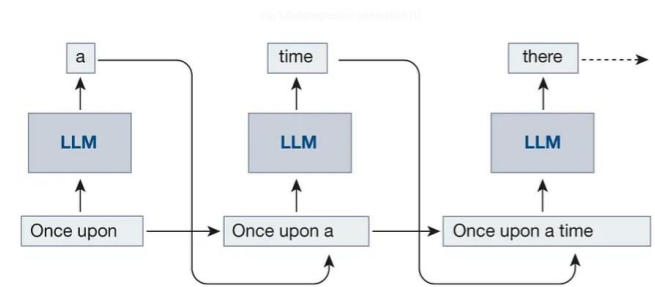 a
time
there
LLM
LLM
LLM
Once upon
Once upon a
Once upon a time